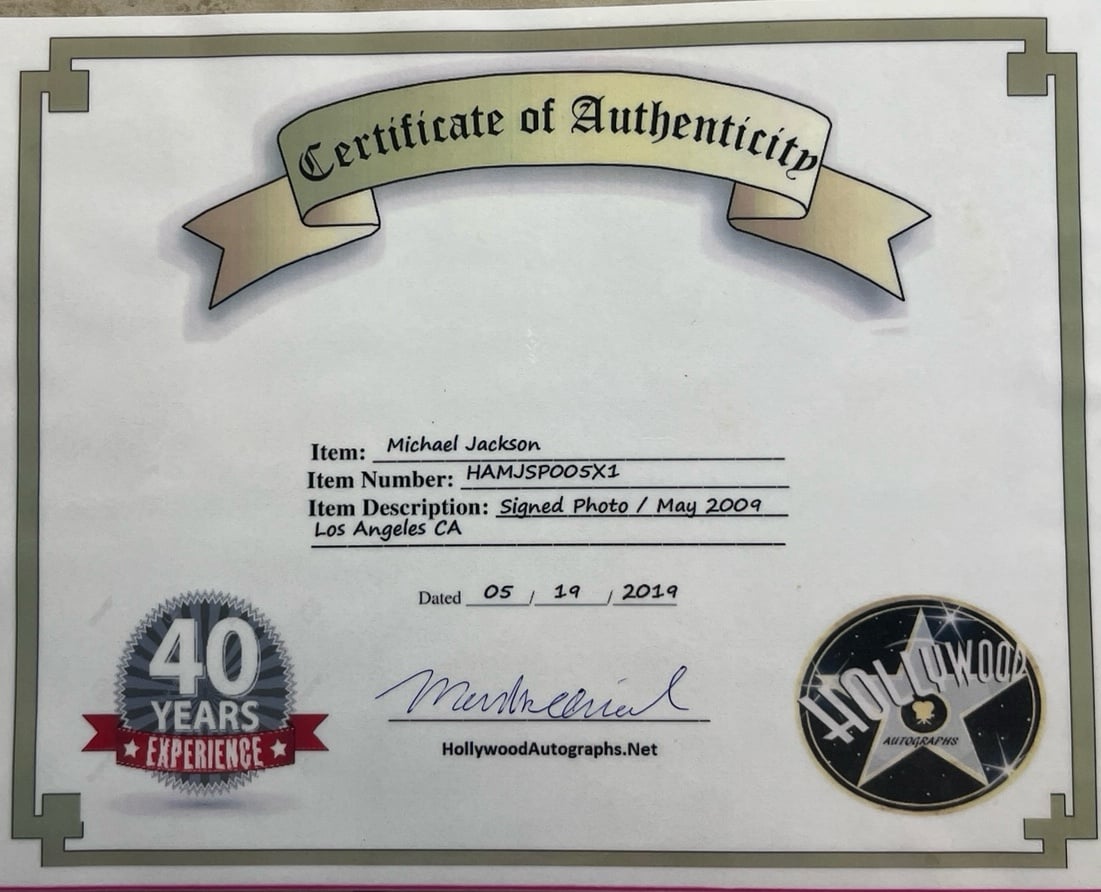 Certificate of Authenticity
Item: Michael Jackson
Item Number: HAMJSP005X1
Item Description: Signed Photo / May 2009
Los Angeles CA
Dated 05 / 19 / 2019
40
YEARS
EXPERIENCE
HollywoodAutographs.Net
HOLLYWOOD
AUTOGRAPHS